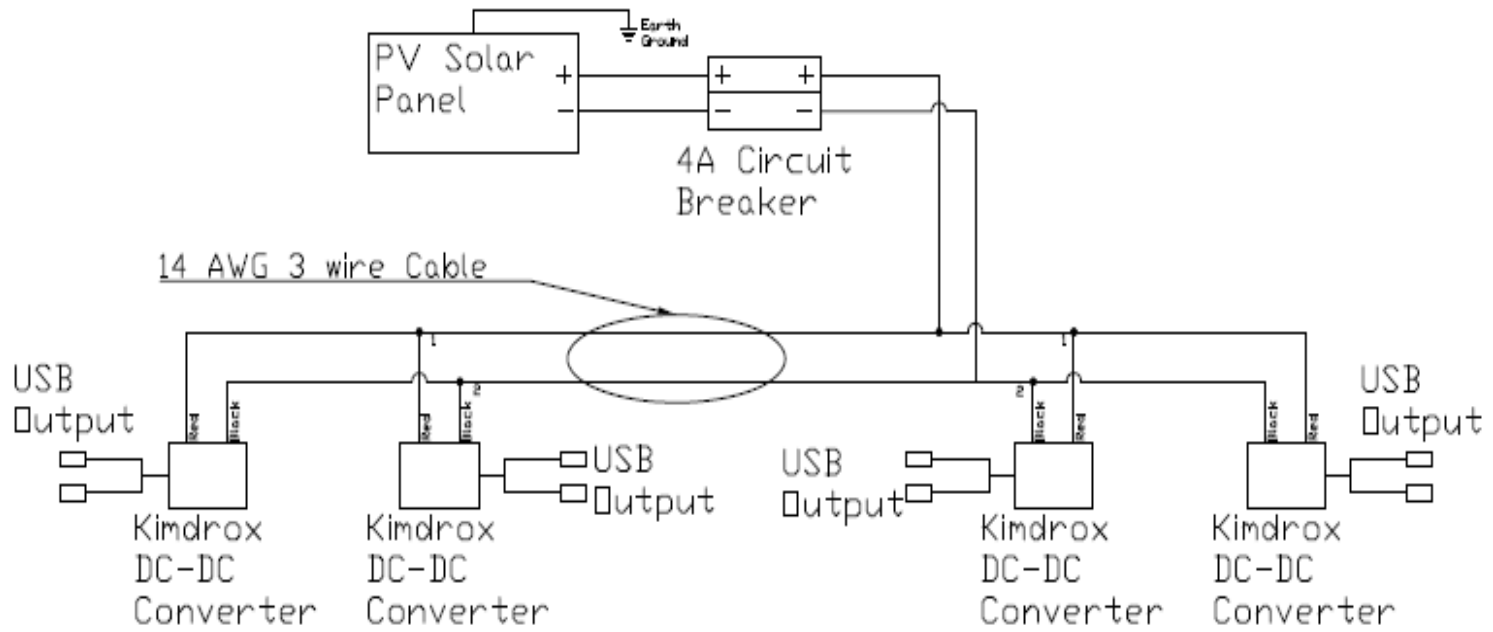 Earth
Ground
PV Solar
Panel
+
-
+
+
-
-
4A Circuit
Breaker
14 AWG 3 wire Cable
1
1
2
2
USB
Output
Red
Black
Red
Black
Black
Red
Black
Red
USB
Output
USB
Output
USB
Output
Kimdrox
DC-DC
Converter
Kimdrox
DC-DC
Converter
Kimdrox
DC-DC
Converter
Kimdrox
DC-DC
Converter